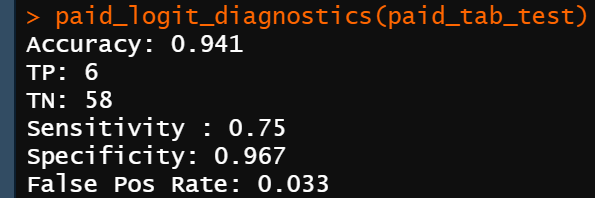 > paid_logit_diagnostics(paid_tab_test)
Accuracy: 0.941
TP: 6
TN: 58
Sensitivity : 0.75
Specificity: 0.967
False Pos Rate: 0.033